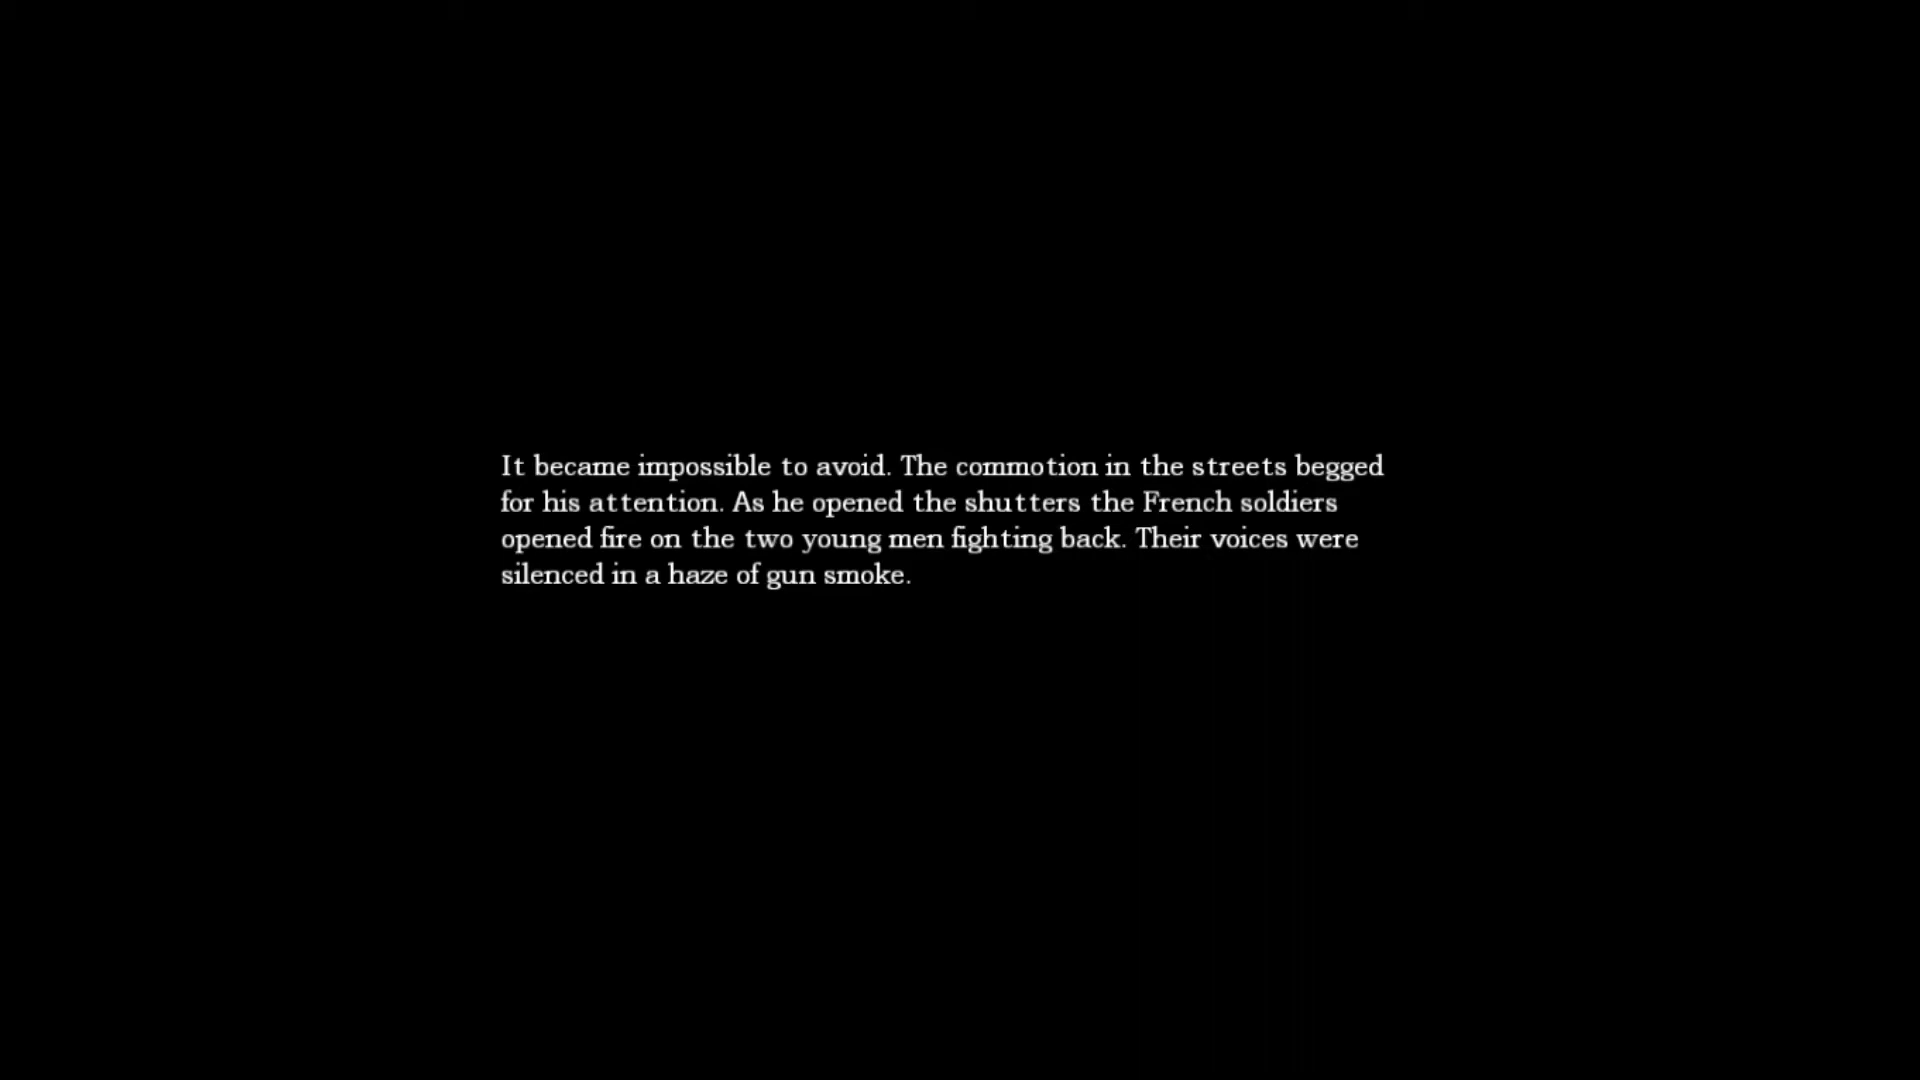 It became impossible to avoid. The commotion in the streets begged
for his attention. As he opened the shutters the French soldiers
opened fire on the two young men fighting back. Their voices were
silenced in a haze of gun smoke.